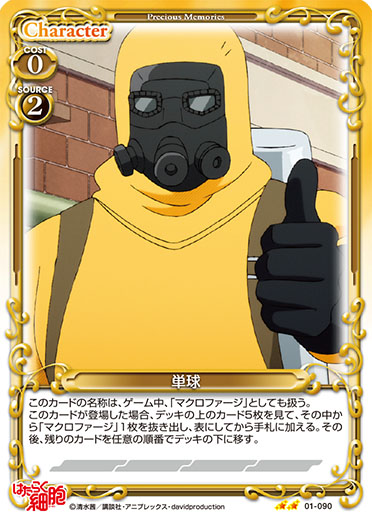 Precious Memories
Character
COST
0
SOURCE
2
単球
このカードの名称は、ゲーム中、「マクロファージ」としても扱う。
このカードが登場した場合、デッキの上のカード5枚を見て、その中か
ら「マクロファージ」1枚を抜き出し、表にしてから手札に加える。その
後、残りのカードを任意の順番でデッキの下に移す。
はたらく
細胞
©清水茜/講談社・アニプレックス・davidproduction
01-090